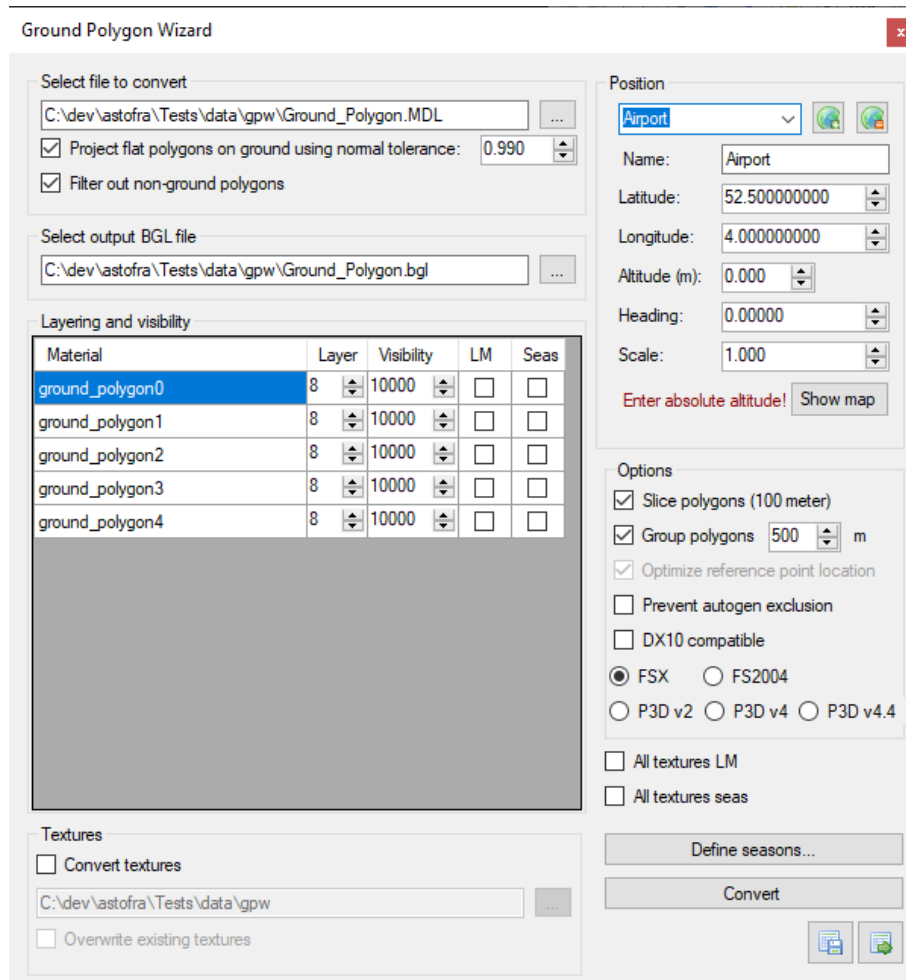 Ground Polygon Wizard
x
Select file to convert
C:\dev\astofra\Tests\data\gpw\Ground_Polygon.MDL
...
Project flat polygons on ground using normal tolerance: 0.990
Filter out non-ground polygons
Select output BGL file
C:\dev\astofra\Tests\data\gpw\Ground_Polygon.bgl
...
Layering and visibility
Material Layer Visibility LM Seas
ground_polygon0 8 10000
ground_polygon1 8 10000
ground_polygon2 8 10000
ground_polygon3 8 10000
ground_polygon4 8 10000
Textures
Convert textures
C:\dev\astofra\Tests\data\gpw
...
Overwrite existing textures
Position
Airport
Name: Airport
Latitude: 52.500000000
Longitude: 4.000000000
Altitude (m): 0.000
Heading: 0.00000
Scale: 1.000
Enter absolute altitude! Show map
Options
Slice polygons (100 meter)
Group polygons 500 m
Optimize reference point location
Prevent autogen exclusion
DX10 compatible
FSX FS2004
P3D v2 P3D v4 P3D v4.4
All textures LM
All textures seas
Define seasons...
Convert